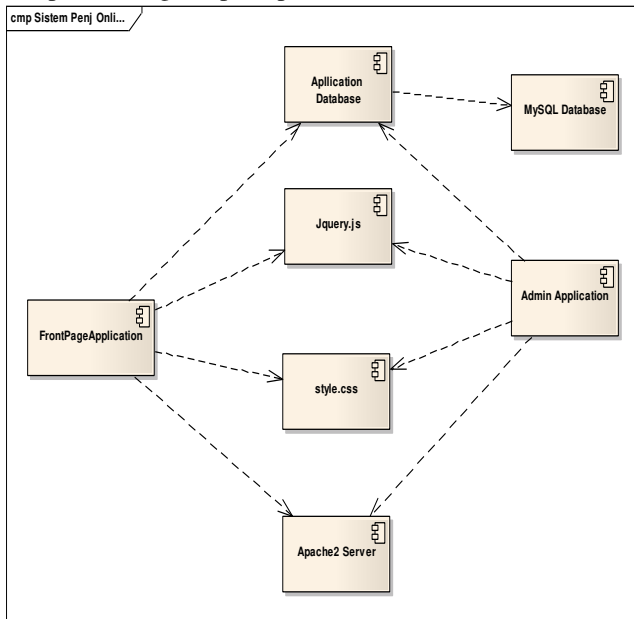 cmp Sistem Penj Onli...
Apllication
Database
MySQL Database
Jquery.js
Admin Application
FrontPageApplication
style.css
Apache2 Server